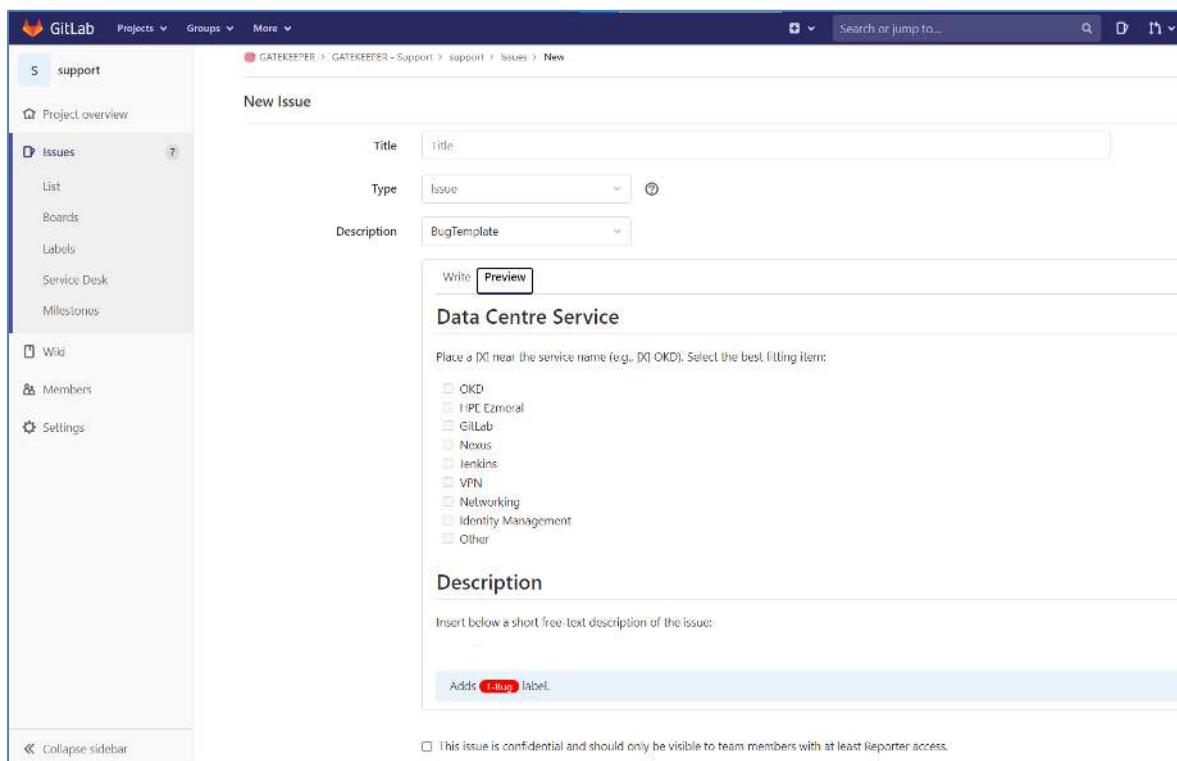 GitLab Projects Groups More Search or jump to...
S support
GATEKEEPER > GATEKEEPER - Support > support > Issues > New
Project overview
Issues 7
List
Boards
Labels
Service Desk
Milestones
Wiki
Members
Settings
Collapse sidebar
New Issue
Title Title
Type Issue
Description BugTemplate
Write Preview
Data Centre Service
Place a [X] near the service name (e.g., [X] OKD). Select the best fitting item:
OKD
HPE Ezmeral
GitLab
Nexus
Jenkins
VPN
Networking
Identity Management
Other
Description
Insert below a short free-text description of the issue:
Adds T-Bug label.
This issue is confidential and should only be visible to team members with at least Reporter access.